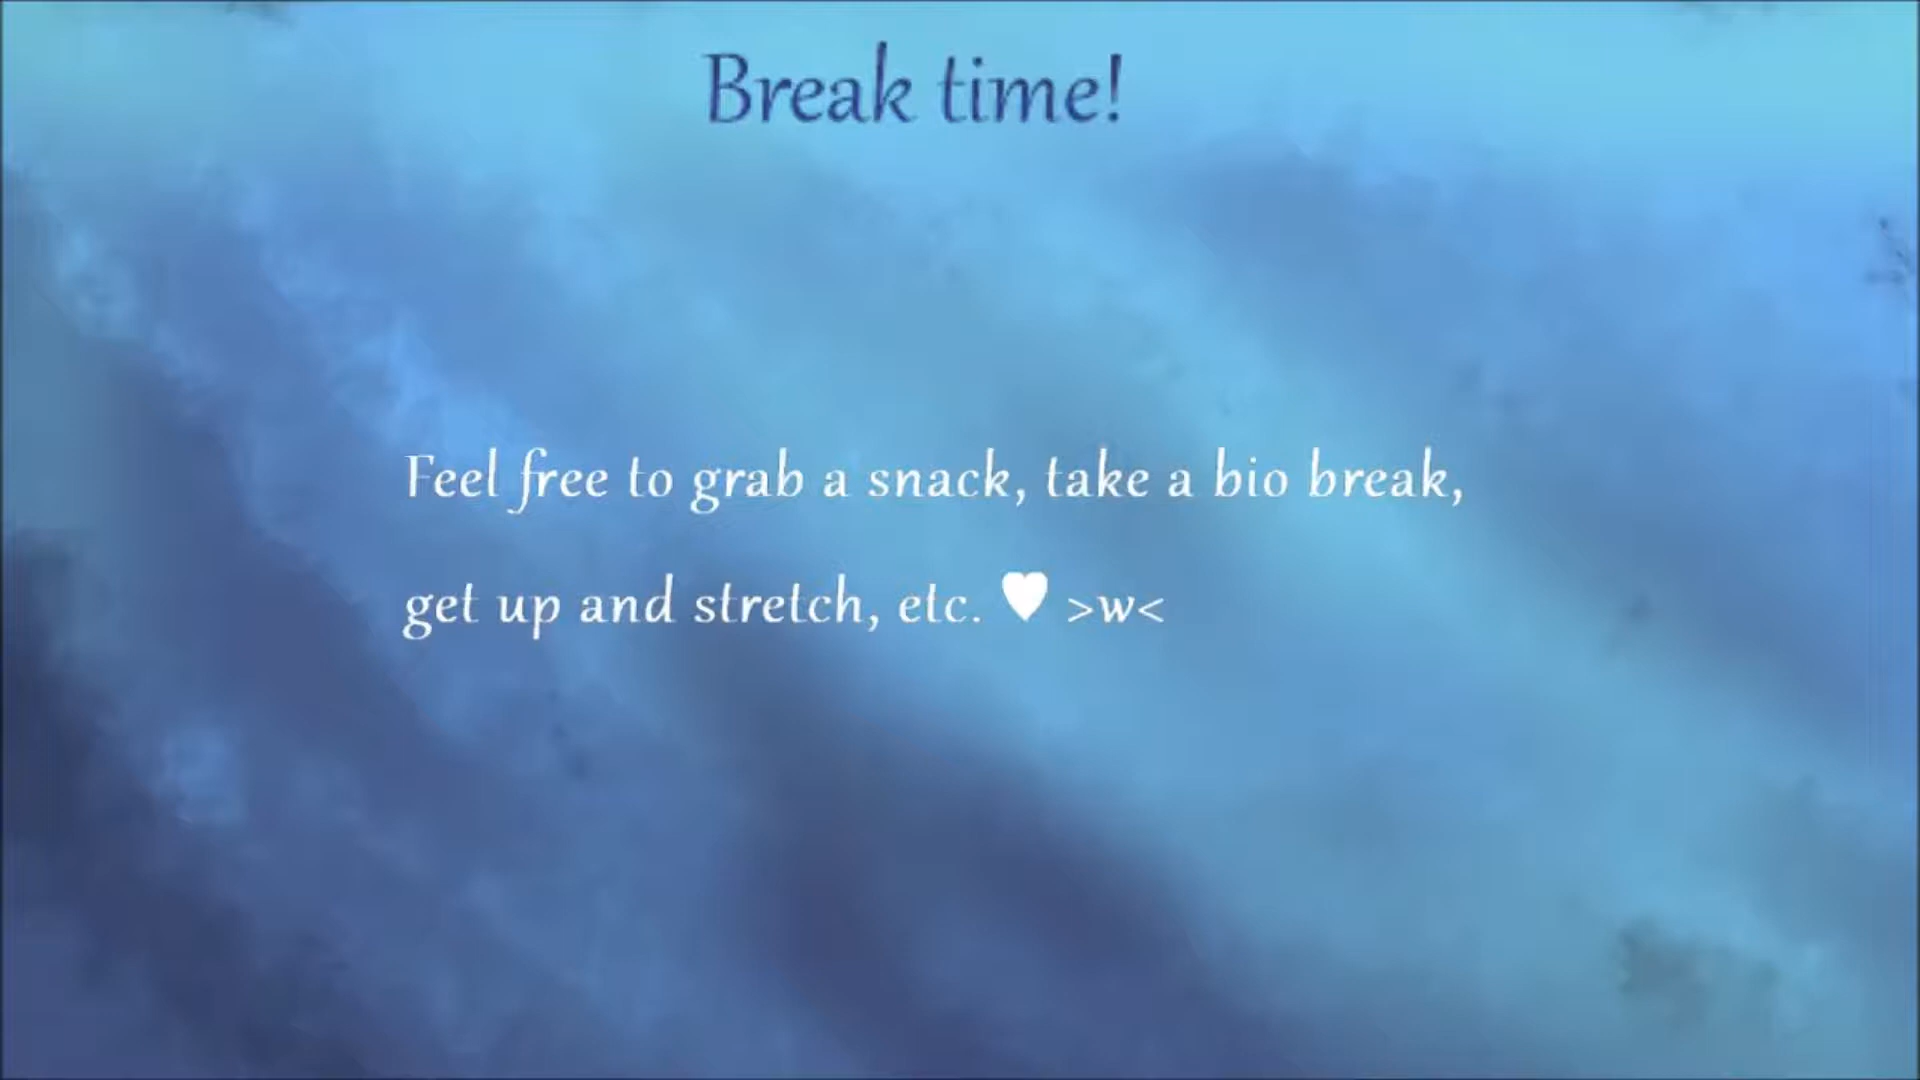 Break time!
Feel free to grab a snack, take a bio break,
get up and stretch, etc. ♥ >w<